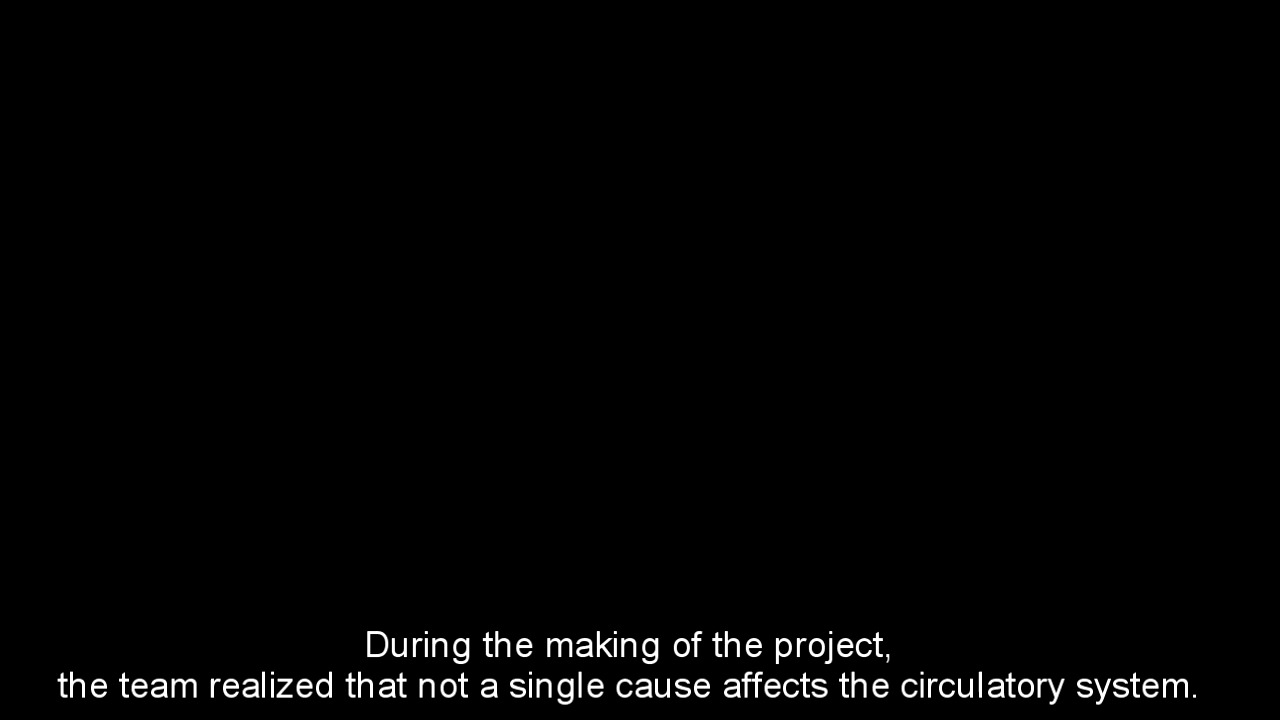 During the making of the project,
the team realized that not a single cause affects the circulatory system.